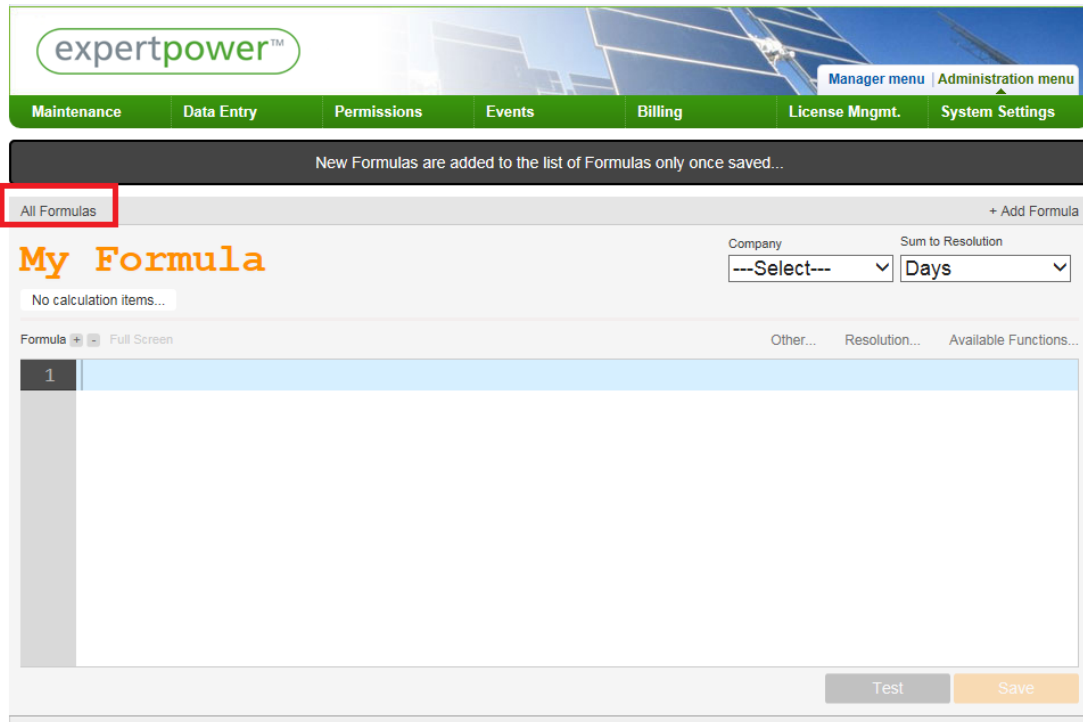 expertpower™
Manager menu | Administration menu
Maintenance Data Entry Permissions Events Billing License Mngmt. System Settings
New Formulas are added to the list of Formulas only once saved...
All Formulas + Add Formula
My Formula
Company Sum to Resolution
---Select--- Days
No calculation items...
Formula + - Full Screen Other... Resolution... Available Functions...
1
Test Save